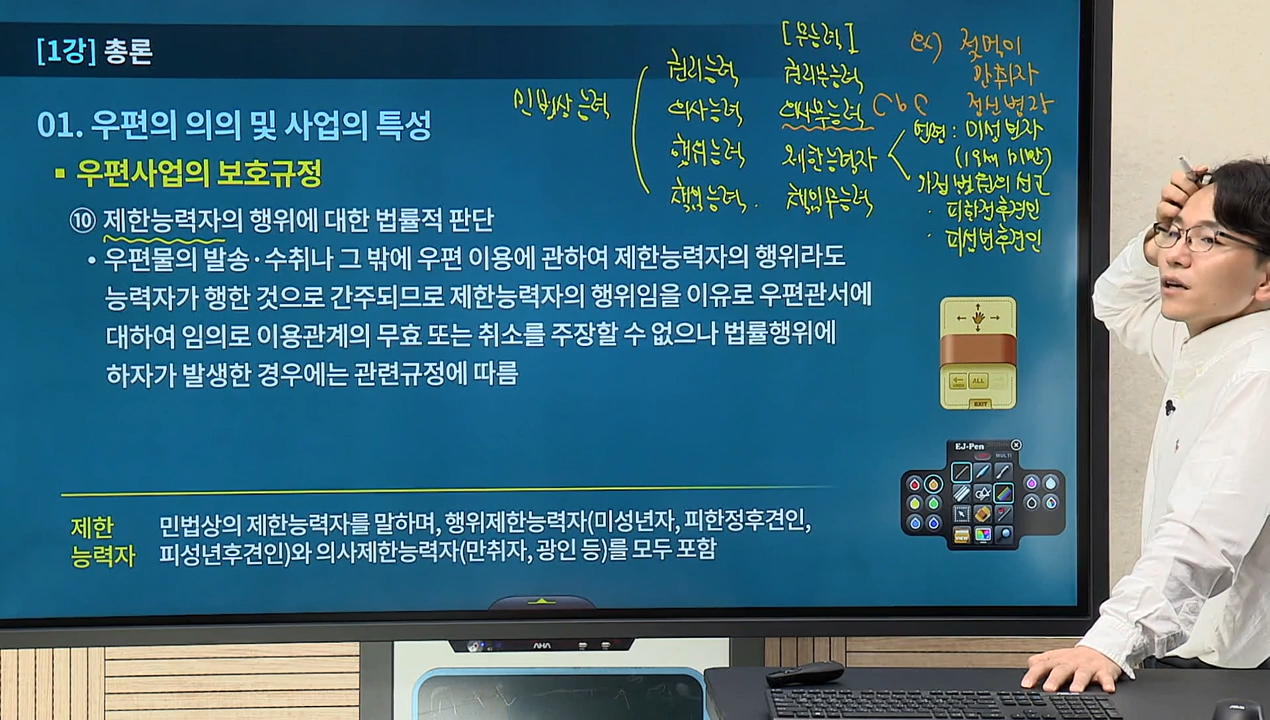 [1강] 총론
01. 우편의 의의 및 사업의 특성
▪ 우편사업의 보호규정
⑩ 제한능력자의 행위에 대한 법률적 판단
• 우편물의 발송·수취나 그 밖에 우편 이용에 관하여 제한능력자의 행위라도
능력자가 행한 것으로 간주되므로 제한능력자의 행위임을 이유로 우편관서에
대하여 임의로 이용관계의 무효 또는 취소를 주장할 수 없으나 법률행위에
하자가 발생한 경우에는 관련규정에 따름
민법상 능력
권리능력
의사능력
행위능력
책임능력
[무능력]
권리무능력
의사무능력
제한능력자
책임무능력
ex) 젖먹이
만취자
정신병자
법령: 미성년자
(19세 미만)
가정법원의 선고
· 피한정후견인
· 피성년후견인
제한
능력자
민법상의 제한능력자를 말하며, 행위제한능력자(미성년자, 피한정후견인,
피성년후견인)와 의사제한능력자(만취자, 광인 등)를 모두 포함
ALL
EXIT
EJ-Pen
MULTI
VIEW
AHA